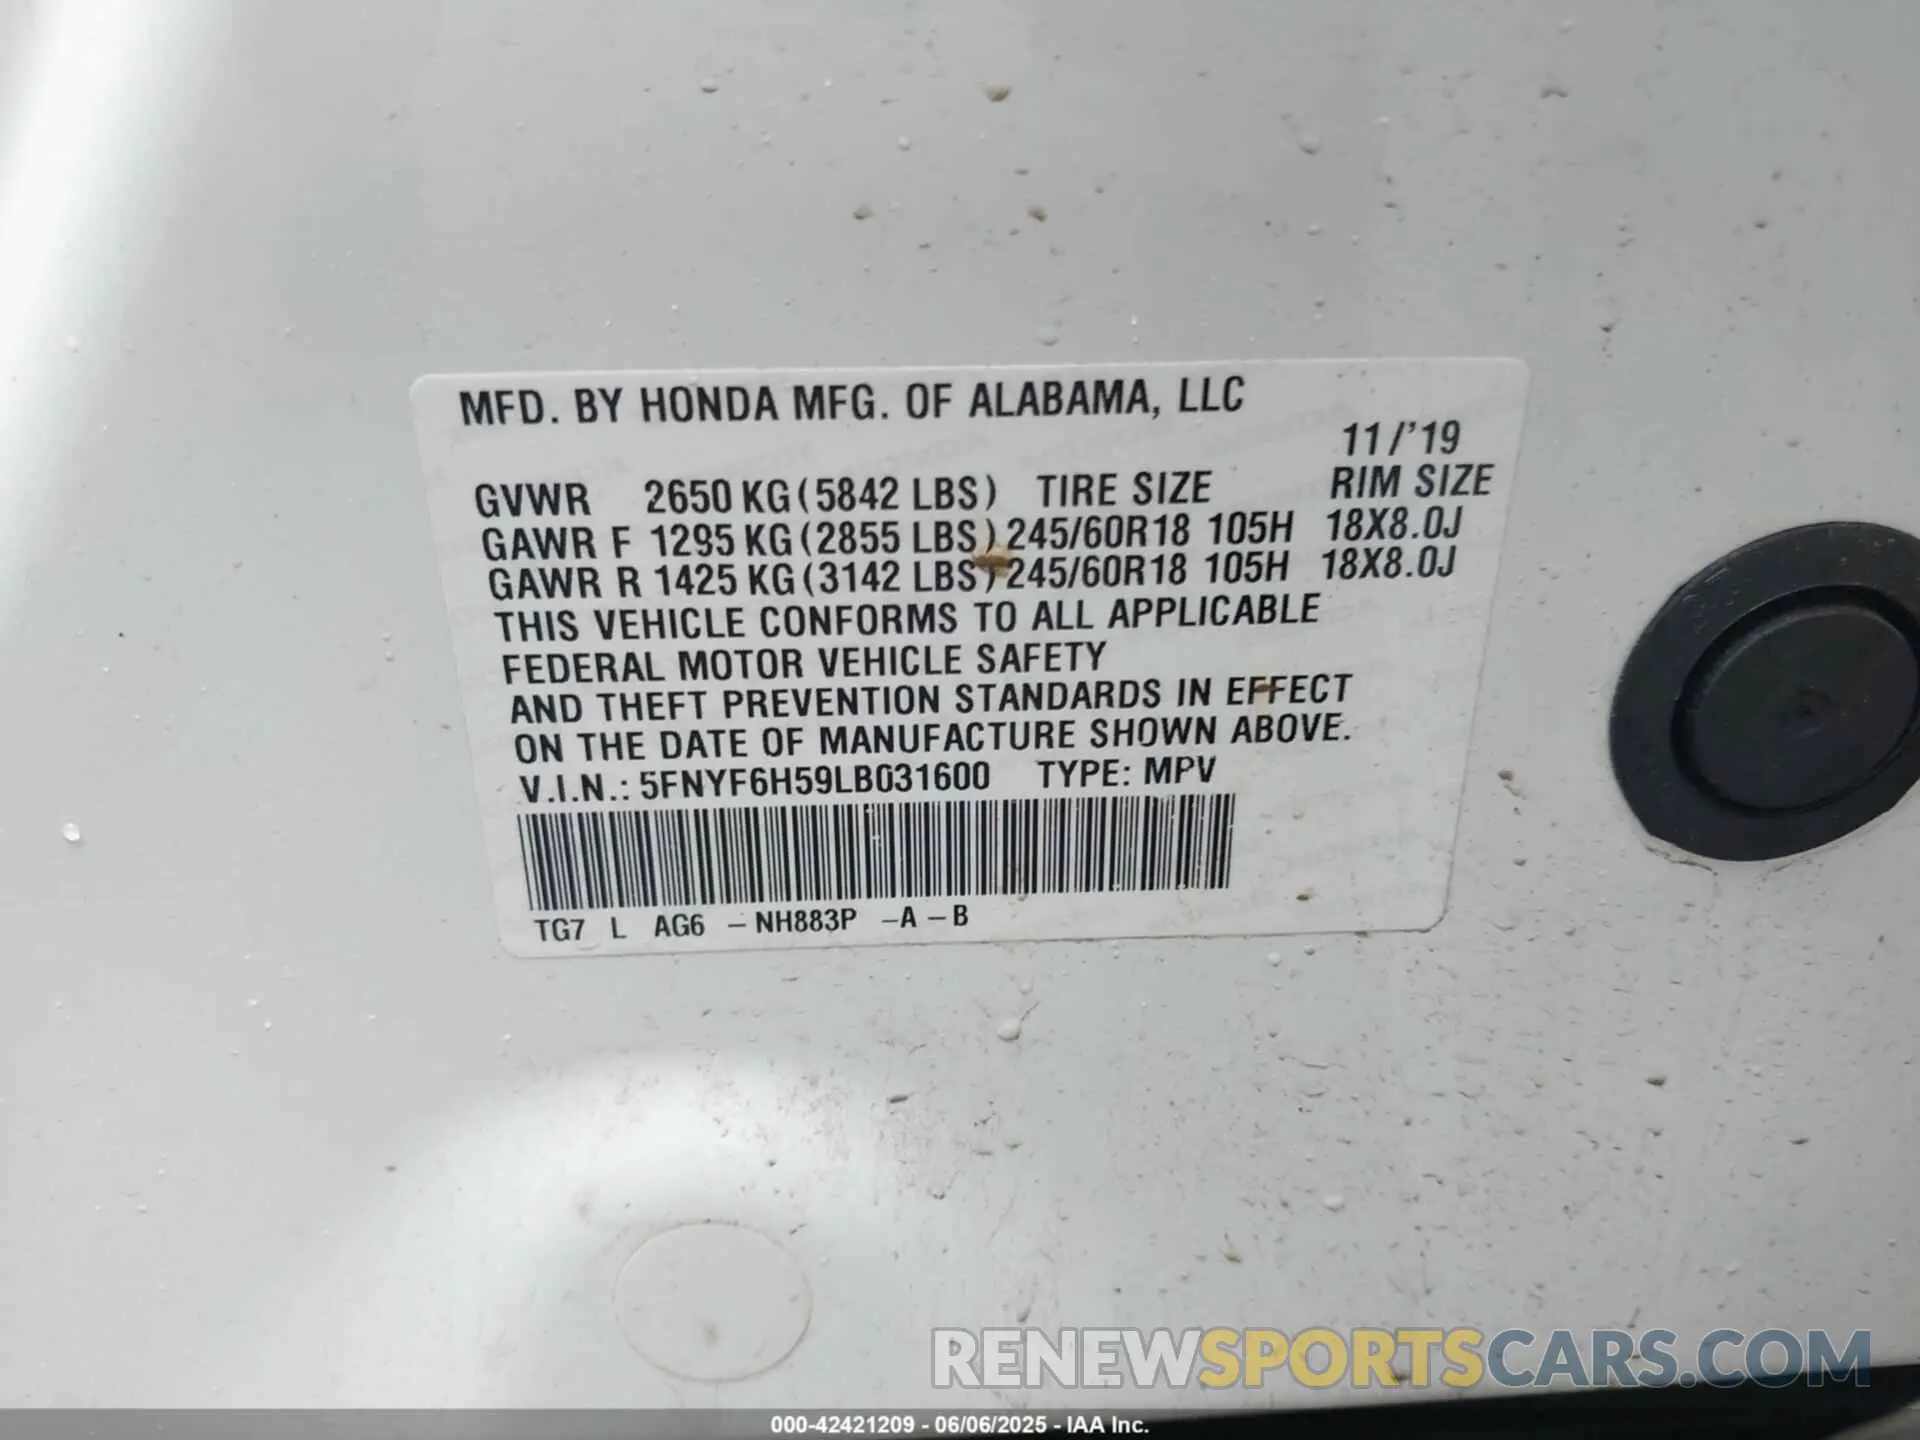 MFD. BY HONDA MFG. OF ALABAMA, LLC
11/'19
GVWR 2650 KG (5842 LBS) TIRE SIZE RIM SIZE
GAWR F 1295 KG (2855 LBS) 245/60R18 105H 18X8.0J
GAWR R 1425 KG (3142 LBS) 245/60R18 105H 18X8.0J
THIS VEHICLE CONFORMS TO ALL APPLICABLE
FEDERAL MOTOR VEHICLE SAFETY
AND THEFT PREVENTION STANDARDS IN EFFECT
ON THE DATE OF MANUFACTURE SHOWN ABOVE.
V.I.N.: 5FNYF6H59LB031600 TYPE: MPV
TG7 L AG6 – NH883P –A – B
RENEWSPORTSCARS.COM
000-42421209 - 06/06/2025 - IAA Inc.